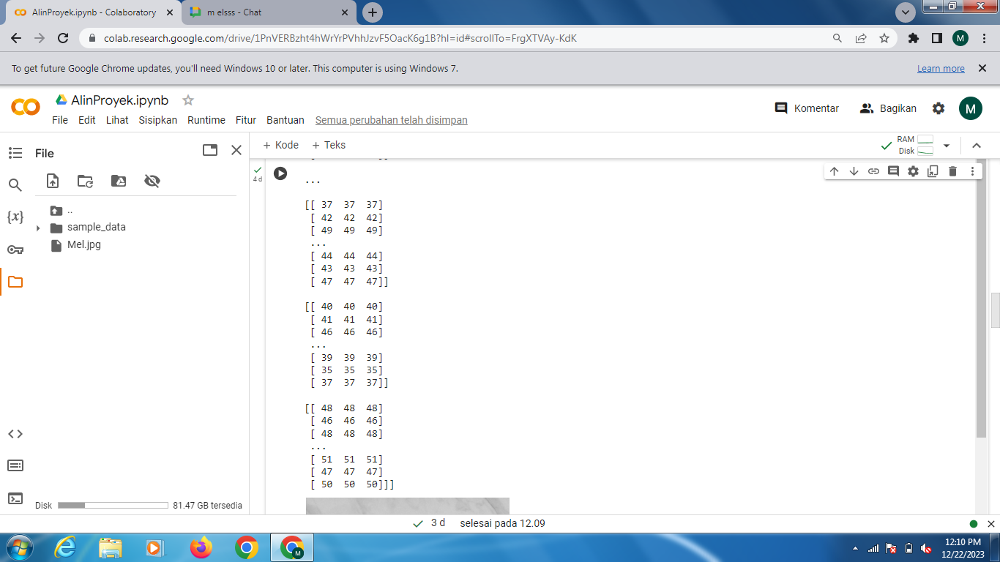 AlinProyek.ipynb - Colaboratory
m elsss - Chat
colab.research.google.com/drive/1PnVERBzht4hWrYrPVhhJzvF5OacK6g1B?hl=id#scrollTo=FrgXTVAy-KdK
M
To get future Google Chrome updates, you'll need Windows 10 or later. This computer is using Windows 7.
Learn more
AlinProyek.ipynb
File Edit Lihat Sisipkan Runtime Fitur Bantuan Semua perubahan telah disimpan
Komentar
Bagikan
M
File
+ Kode + Teks
RAM
Disk
..
sample_data
Mel.jpg
{x}
4 d
...
[[ 37 37 37]
[ 42 42 42]
[ 49 49 49]
...
[ 44 44 44]
[ 43 43 43]
[ 47 47 47]]
[[ 40 40 40]
[ 41 41 41]
[ 46 46 46]
...
[ 39 39 39]
[ 35 35 35]
[ 37 37 37]]
[[ 48 48 48]
[ 46 46 46]
[ 48 48 48]
...
[ 51 51 51]
[ 47 47 47]
[ 50 50 50]]]
Disk 81.47 GB tersedia
3 d selesai pada 12.09
M
12:10 PM
12/22/2023